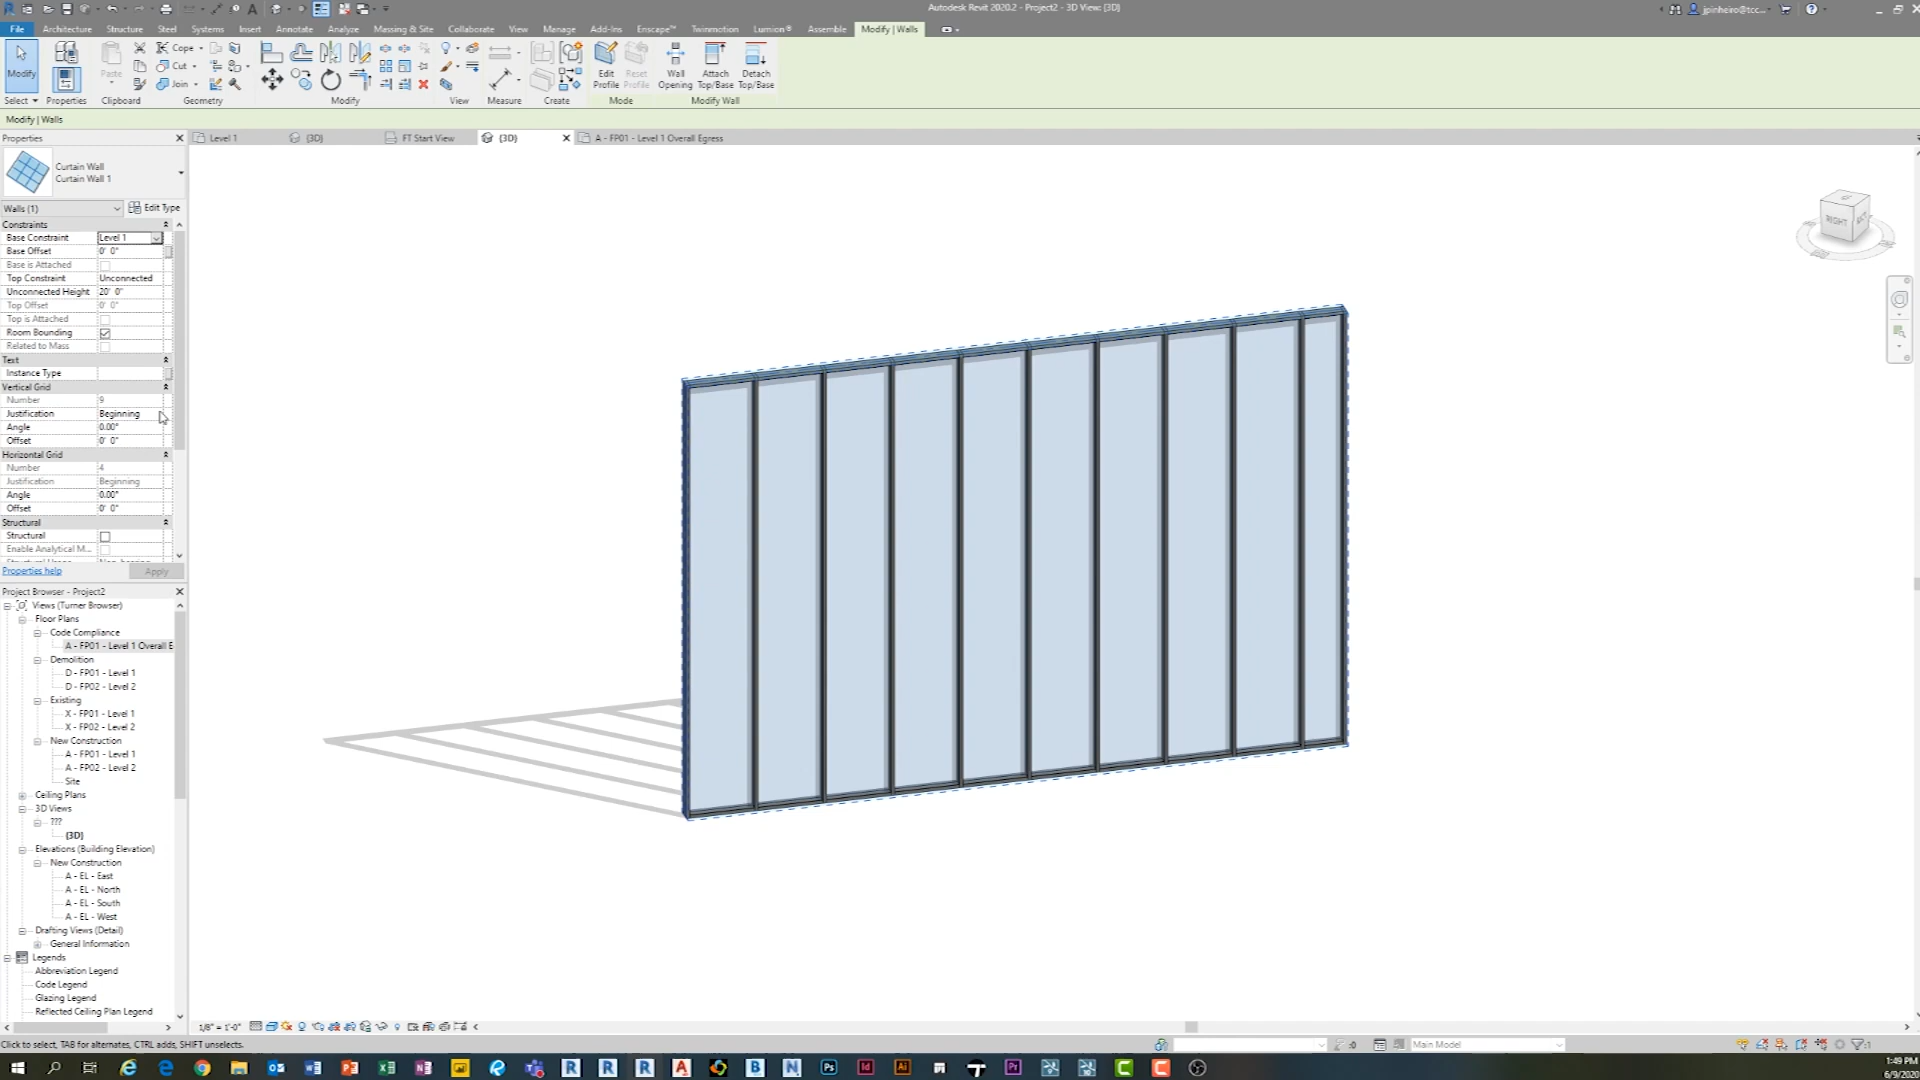 Autodesk Revit 2020.2 - Project2 - 3D View: {3D}
jpinheiro@tcc...
File Architecture Structure Steel Systems Insert Annotate Analyze Massing & Site Collaborate View Manage Add-Ins Enscape™ Twinmotion Lumion® Assemble Modify | Walls
Modify
Paste
Cope
Cut
Join
Edit Profile
Reset Profile
Wall Opening
Attach Top/Base
Detach Top/Base
Select Properties Clipboard Geometry Modify View Measure Create Mode Modify Wall
Modify | Walls
Properties
Level 1 {3D} FT Start View {3D} A - FP01 - Level 1 Overall Egress
Curtain Wall
Curtain Wall 1
Walls (1) Edit Type
Constraints
Base Constraint Level 1
Base Offset 0' 0"
Base is Attached
Top Constraint Unconnected
Unconnected Height 20' 0"
Top Offset 0' 0"
Top is Attached
Room Bounding
Related to Mass
Text
Instance Type
Vertical Grid
Number 9
Justification Beginning
Angle 0.00°
Offset 0' 0"
Horizontal Grid
Number 4
Justification Beginning
Angle 0.00°
Offset 0' 0"
Structural
Structural
Enable Analytical M...
Properties help Apply
Project Browser - Project2
Views (Turner Browser)
Floor Plans
Code Compliance
A - FP01 - Level 1 Overall E
Demolition
D - FP01 - Level 1
D - FP02 - Level 2
Existing
X - FP01 - Level 1
X - FP02 - Level 2
New Construction
A - FP01 - Level 1
A - FP02 - Level 2
Site
Ceiling Plans
3D Views
???
{3D}
Elevations (Building Elevation)
New Construction
A - EL - East
A - EL - North
A - EL - South
A - EL - West
Drafting Views (Detail)
General Information
Legends
Abbreviation Legend
Code Legend
Glazing Legend
Reflected Ceiling Plan Legend
RIGHT
1/8" = 1'-0"
Click to select, TAB for alternates, CTRL adds, SHIFT unselects.
:0
Main Model
:1
1:49 PM
6/9/2020